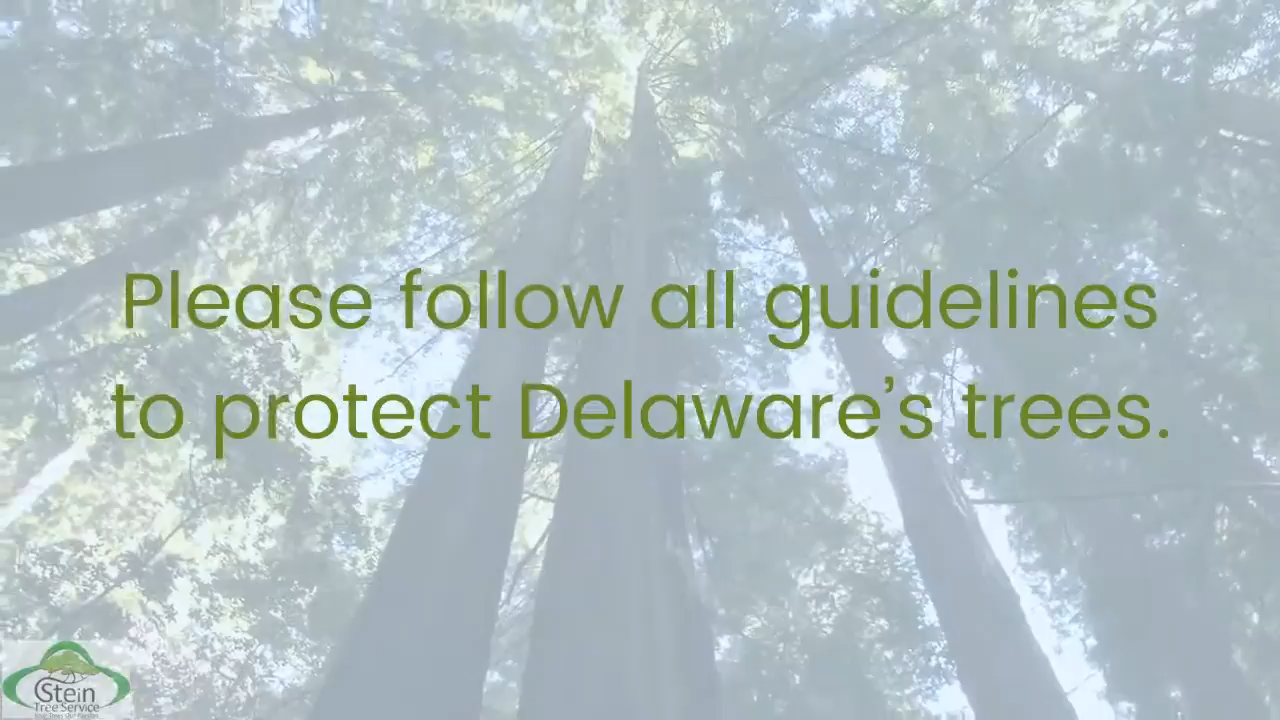 Please follow all guidelines
to protect Delaware’s trees.
Stein
Tree Service